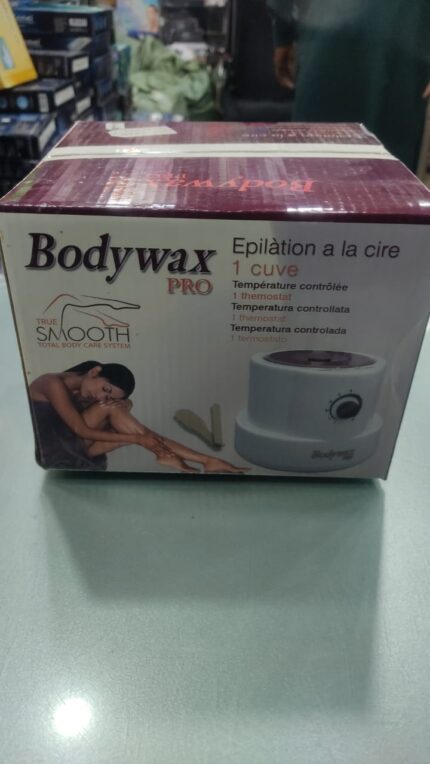 Bodywax
Bodywax
PRO
Epilàtion a la cire
1 cuve
Température contrôlée
1 themostat
Temperatura controllata
1 themostat
Temperatura controlada
1 termostato
TRUE
SMOOTH
TOTAL BODY CARE SYSTEM
Bodywax